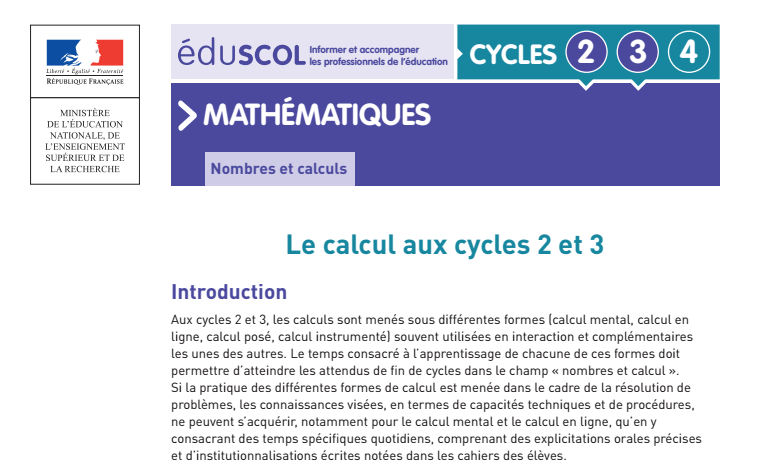 Liberté • Égalité • Fraternité
RÉPUBLIQUE FRANÇAISE
MINISTÈRE
DE L'ÉDUCATION
NATIONALE, DE
L'ENSEIGNEMENT
SUPÉRIEUR ET DE
LA RECHERCHE
éduscol Informer et accompagner
les professionnels de l'éducation
CYCLES 2 3 4
MATHÉMATIQUES
Nombres et calculs
Le calcul aux cycles 2 et 3
Introduction
Aux cycles 2 et 3, les calculs sont menés sous différentes formes (calcul mental, calcul en
ligne, calcul posé, calcul instrumenté) souvent utilisées en interaction et complémentaires
les unes des autres. Le temps consacré à l'apprentissage de chacune de ces formes doit
permettre d'atteindre les attendus de fin de cycles dans le champ « nombres et calcul ».
Si la pratique des différentes formes de calcul est menée dans le cadre de la résolution de
problèmes, les connaissances visées, en termes de capacités techniques et de procédures,
ne peuvent s'acquérir, notamment pour le calcul mental et le calcul en ligne, qu'en y
consacrant des temps spécifiques quotidiens, comprenant des explicitations orales précises
et d'institutionnalisations écrites notées dans les cahiers des élèves.